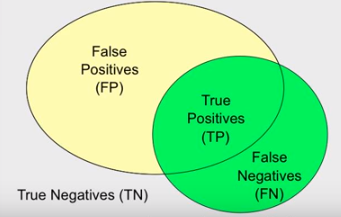 False
Positives
(FP)
True
Positives
(TP)
False
Negatives
(FN)
True Negatives (TN)